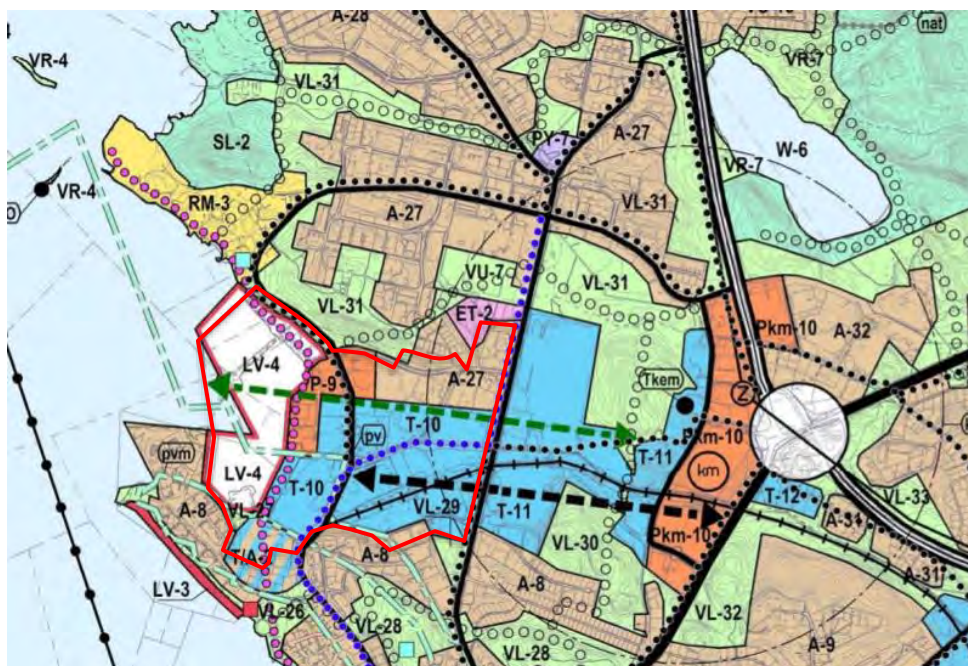 A-28
nat
VR-4
VL-31
VR-7
PY-7
A-27
W-6
SL-2
VR-7
VR-4
RM-3
A-27
VL-31
VU-7
VL-31
VL-31
ET-2
Pkm-10
A-32
LV-4
P-9
A-27
Tkem
Z
T-10
pv
Pkm-10
T-11
km
pvm
LV-4
T-10
VL-29
T-11
T-12
VL-33
A-8
A-31
VL-30
Pkm-10
A-8
A-31
LV-3
A-8
VL-26
VL-28
VL-32
VL-28
A-9